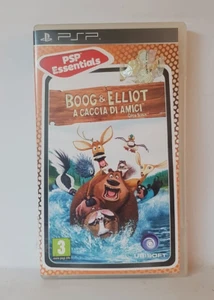 PSP
PSP
Essentials
BOOG & ELLIOT
A CACCIA DI AMICI
3
UBISOFT